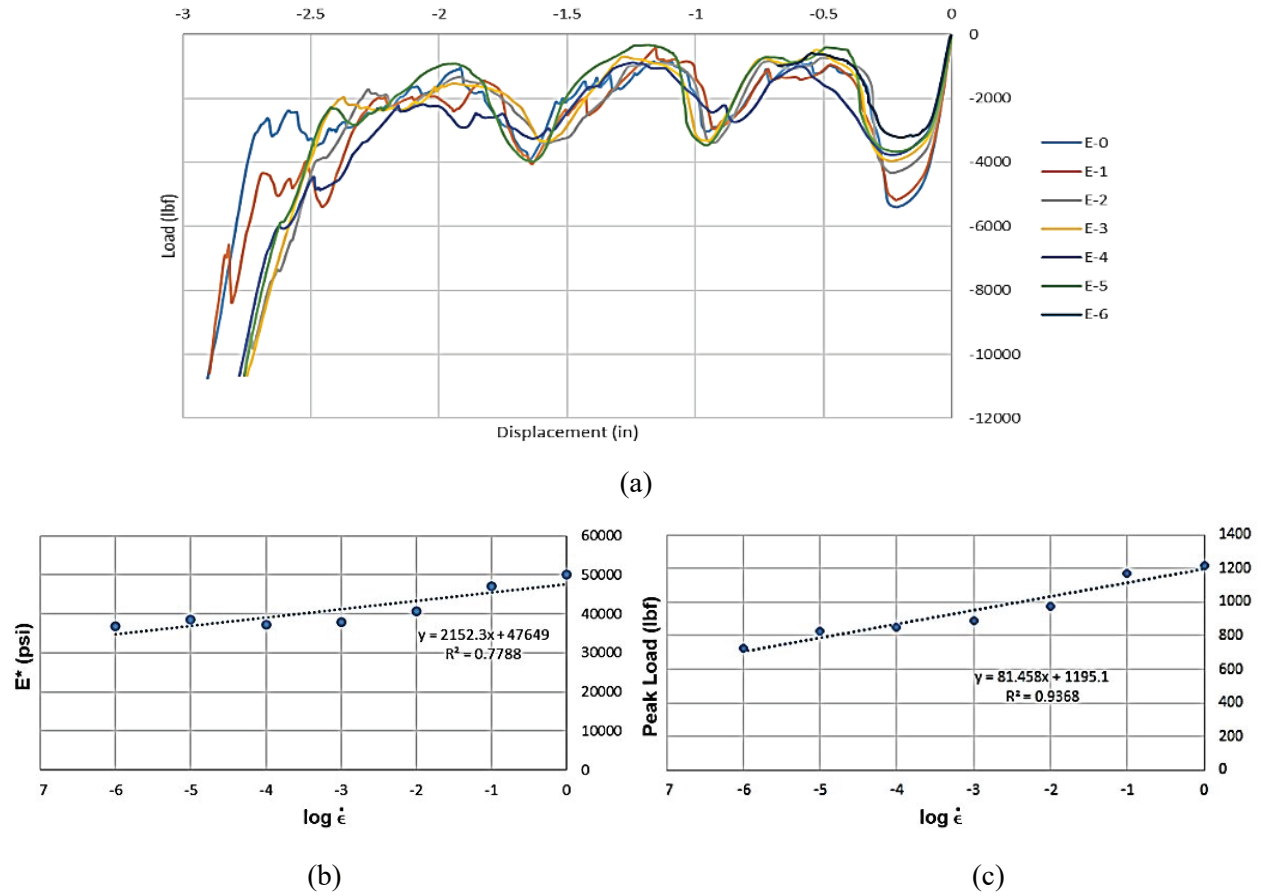 -3 -2.5 -2 -1.5 -1 -0.5 0
0
-2000
-4000
-6000
-8000
-10000
-12000
Load (lbf)
Displacement (in)
E-0
E-1
E-2
E-3
E-4
E-5
E-6
(a)
60000
50000
40000
30000
20000
10000
0
E* (psi)
y = 2152.3x + 47649
R² = 0.7788
7 -6 -5 -4 -3 -2 -1 0
log ε̇
(b)
1400
1200
1000
800
600
400
200
0
Peak Load (lbf)
y = 81.458x + 1195.1
R² = 0.9368
7 -6 -5 -4 -3 -2 -1 0
log ε̇
(c)